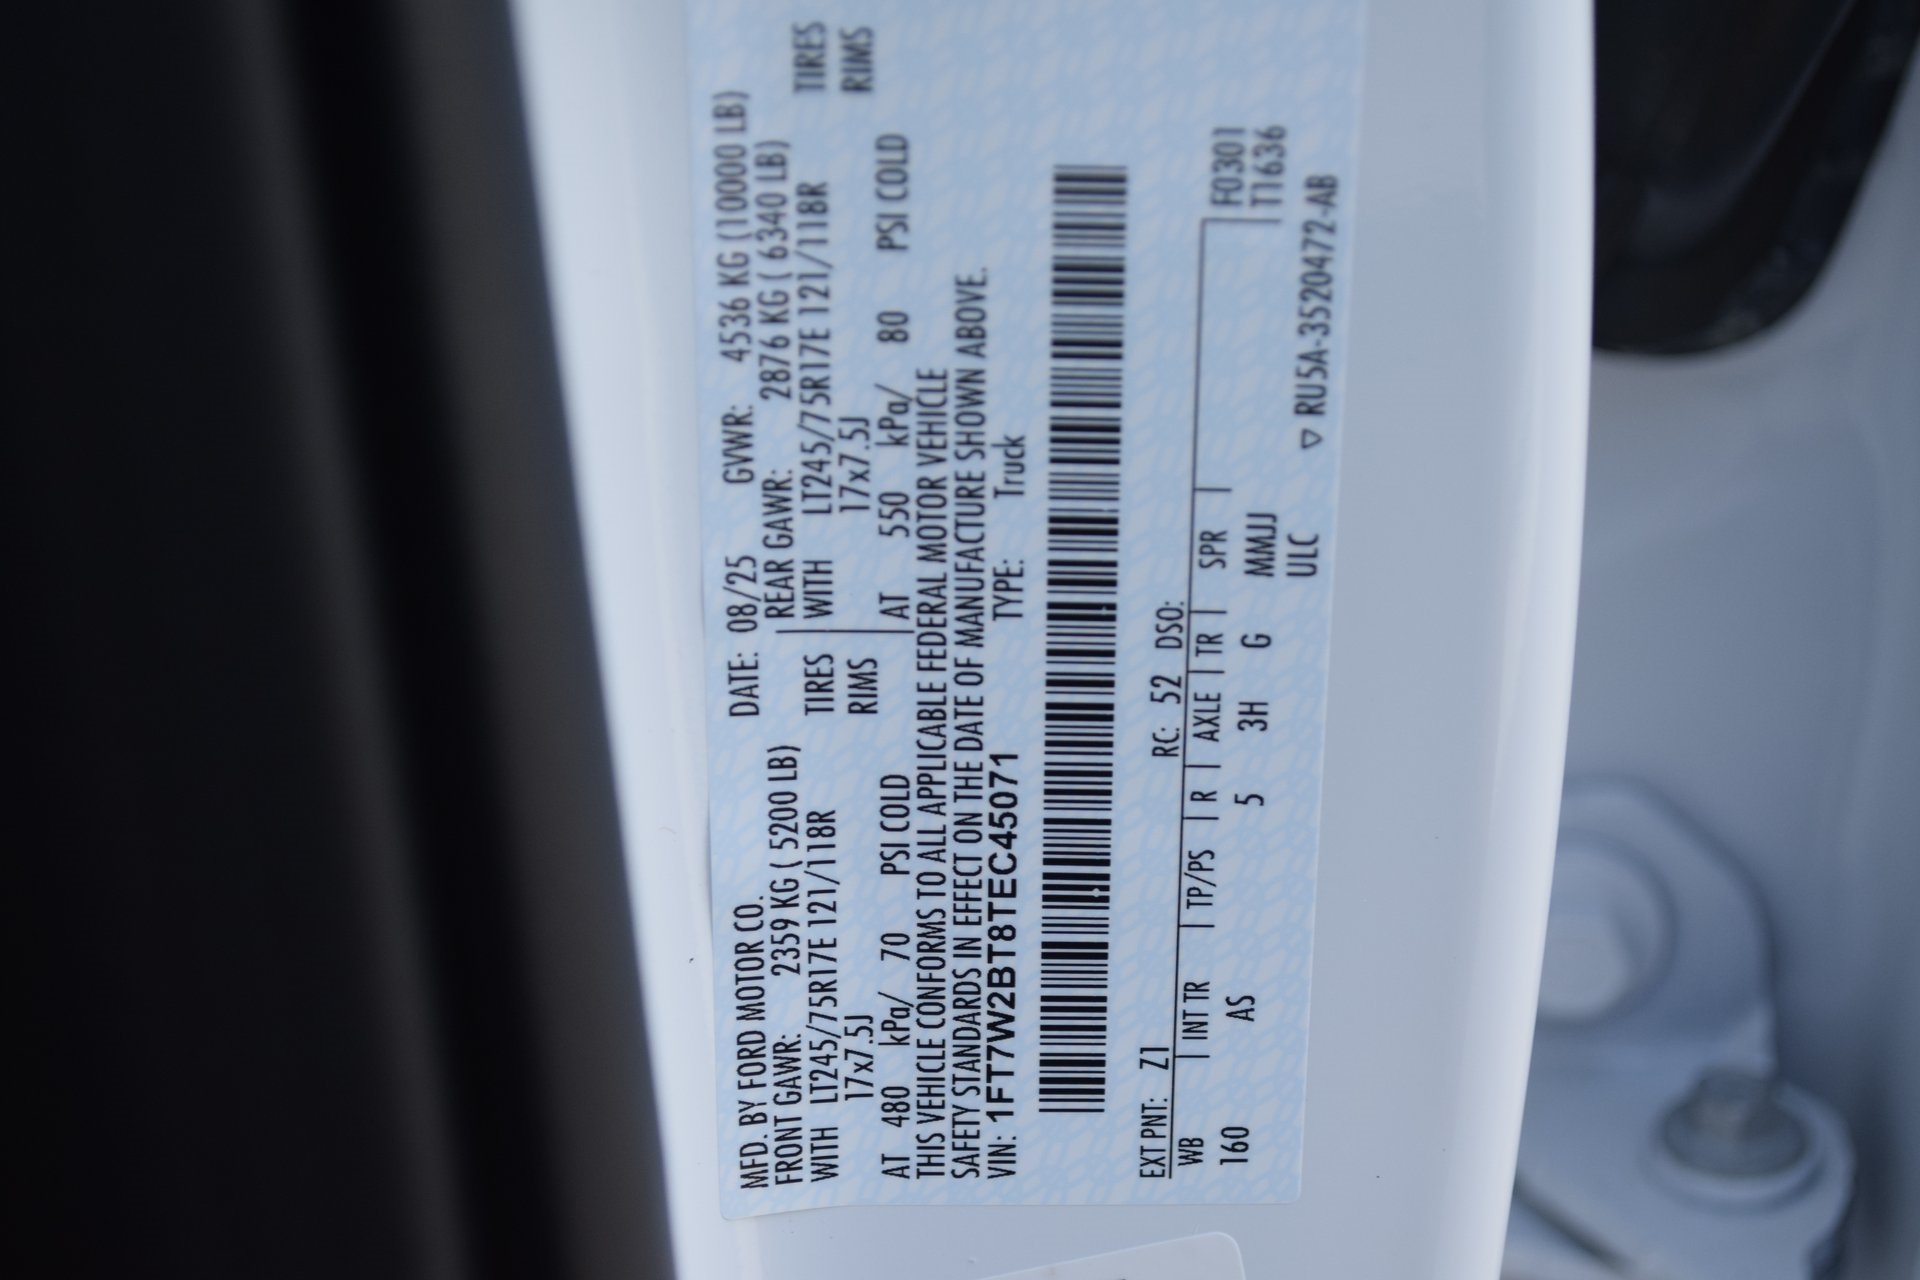 MFD. BY FORD MOTOR CO. DATE: 08/25 GVWR: 4536 KG (10000 LB)
FRONT GAWR: 2359 KG ( 5200 LB) REAR GAWR: 2876 KG ( 6340 LB)
WITH LT245/75R17E 121/118R TIRES WITH LT245/75R17E 121/118R TIRES
17x7.5J RIMS 17x7.5J RIMS
AT 480 kPa/ 70 PSI COLD AT 550 kPa/ 80 PSI COLD
THIS VEHICLE CONFORMS TO ALL APPLICABLE FEDERAL MOTOR VEHICLE
SAFETY STANDARDS IN EFFECT ON THE DATE OF MANUFACTURE SHOWN ABOVE.
VIN: 1FT7W2BT8TEC45071 TYPE: Truck
EXT PNT: Z1 RC: 52 DSO:
WB INT TR TP/PS R AXLE TR SPR F0301
160 AS 5 3H G MMJJ T1636
ULC ▽ RU5A-3520472-AB